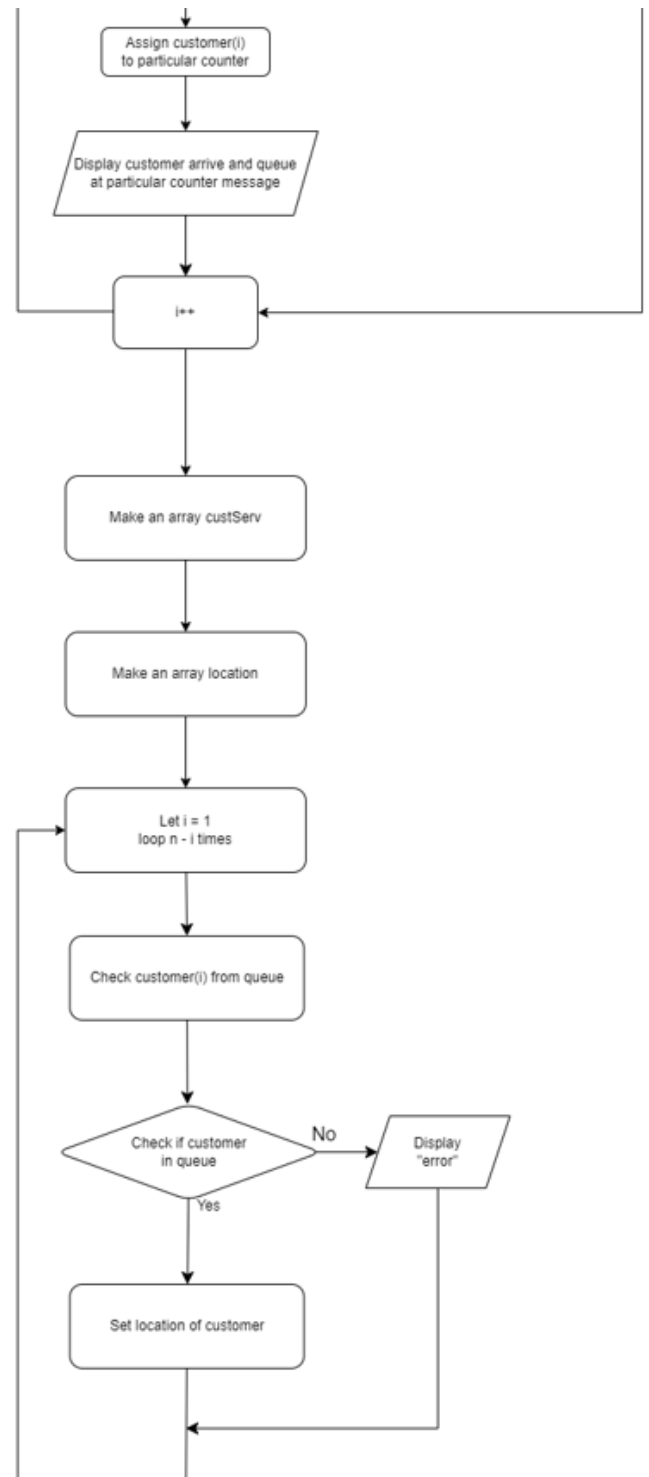 Assign customer(i)
to particular counter
Display customer arrive and queue
at particular counter message
i++
Make an array custServ
Make an array location
Let i = 1
loop n - i times
Check customer(i) from queue
Check if customer
in queue
No
Display
"error"
Yes
Set location of customer